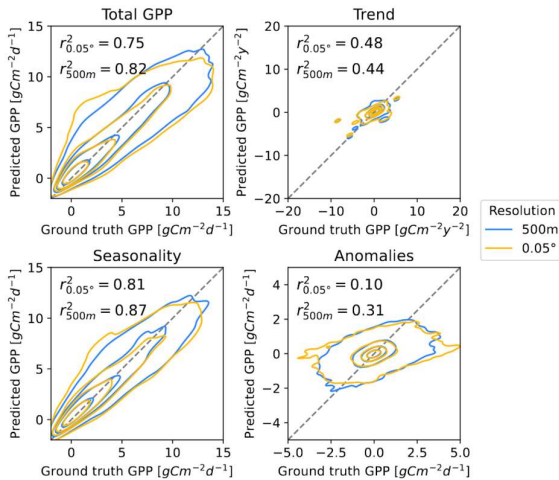 Total GPP
r²0.05° = 0.75
r²500m = 0.82
Predicted GPP [gCm⁻²d⁻¹]
15
10
5
0
0
5
10
15
Ground truth GPP [gCm⁻²d⁻¹]
Trend
r²0.05° = 0.48
r²500m = 0.44
Predicted GPP [gCm⁻²y⁻²]
20
10
0
−10
−20
−20
−10
0
10
20
Ground truth GPP [gCm⁻²y⁻²]
Resolution
500m
0.05°
Seasonality
r²0.05° = 0.81
r²500m = 0.87
Predicted GPP [gCm⁻²d⁻¹]
15
10
5
0
0
5
10
15
Ground truth GPP [gCm⁻²d⁻¹]
Anomalies
r²0.05° = 0.10
r²500m = 0.31
Predicted GPP [gCm⁻²d⁻¹]
4
2
0
−2
−4
−5.0
−2.5
0.0
2.5
5.0
Ground truth GPP [gCm⁻²d⁻¹]